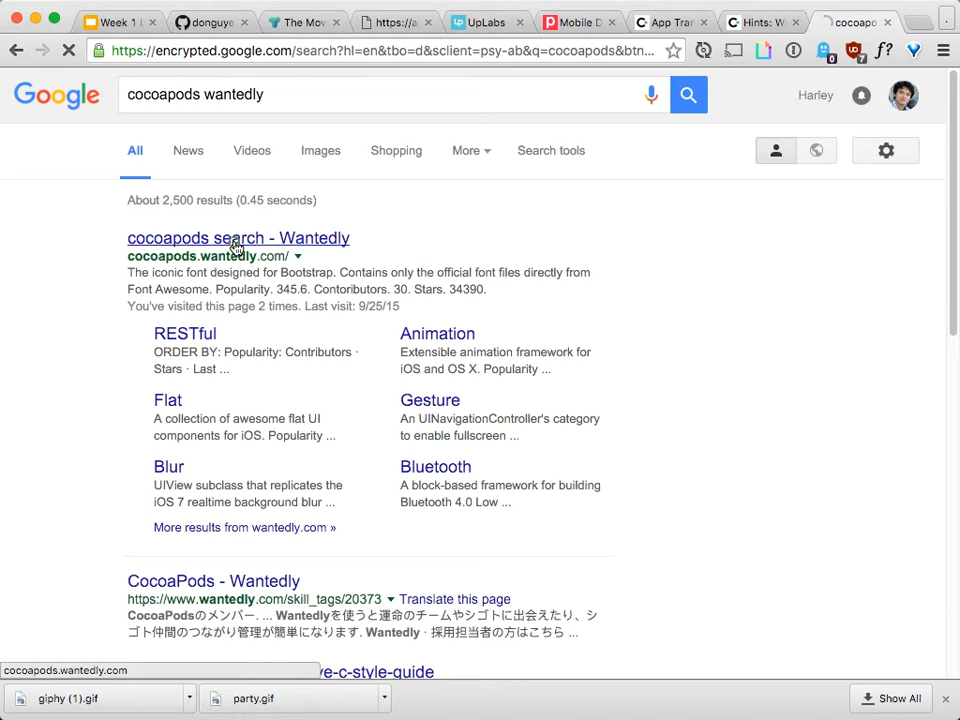 Week 1 L
donguye
The Mov
https://a
UpLabs
Mobile D
App Tran
Hints: W
cocoapo
https://encrypted.google.com/search?hl=en&tbo=d&sclient=psy-ab&q=cocoapods&btn...
0
7
f?
Google
cocoapods wantedly
Harley
All
News
Videos
Images
Shopping
More
Search tools
About 2,500 results (0.45 seconds)
cocoapods search - Wantedly
cocoapods.wantedly.com/
The iconic font designed for Bootstrap. Contains only the official font files directly from
Font Awesome. Popularity. 345.6. Contoributors. 30. Stars. 34390.
You've visited this page 2 times. Last visit: 9/25/15
RESTful
ORDER BY: Popularity: Contributors ·
Stars · Last ...
Animation
Extensible animation framework for
iOS and OS X. Popularity ...
Flat
A collection of awesome flat UI
components for iOS. Popularity ...
Gesture
An UINavigationController's category
to enable fullscreen ...
Blur
UIView subclass that replicates the
iOS 7 realtime background blur ...
Bluetooth
A block-based framework for building
Bluetooth 4.0 Low ...
More results from wantedly.com »
CocoaPods - Wantedly
https://www.wantedly.com/skill_tags/20373 Translate this page
CocoaPodsのメンバー. ... Wantedlyを使うと運命のチームやシゴトに出会えたり、シ
ゴト仲間のつながり管理が簡単になります. Wantedly · 採用担当者の方はこちら ...
ve-c-style-guide
cocoapods.wantedly.com
giphy (1).gif
party.gif
Show All